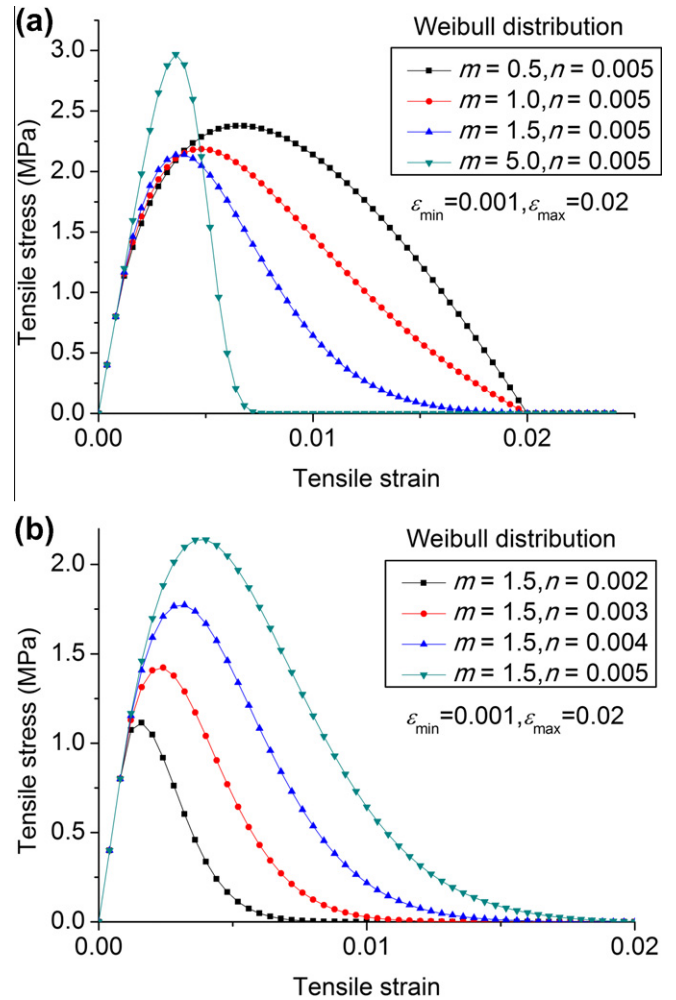 (a)
Weibull distribution
m = 0.5,n = 0.005
m = 1.0,n = 0.005
m = 1.5,n = 0.005
m = 5.0,n = 0.005
εmin=0.001,εmax=0.02
Tensile stress (MPa)
3.0
2.5
2.0
1.5
1.0
0.5
0.0
0.00
0.01
0.02
Tensile strain
(b)
Weibull distribution
m = 1.5,n = 0.002
m = 1.5,n = 0.003
m = 1.5,n = 0.004
m = 1.5,n = 0.005
εmin=0.001,εmax=0.02
Tensile stress (MPa)
2.0
1.5
1.0
0.5
0.0
0.00
0.01
0.02
Tensile strain